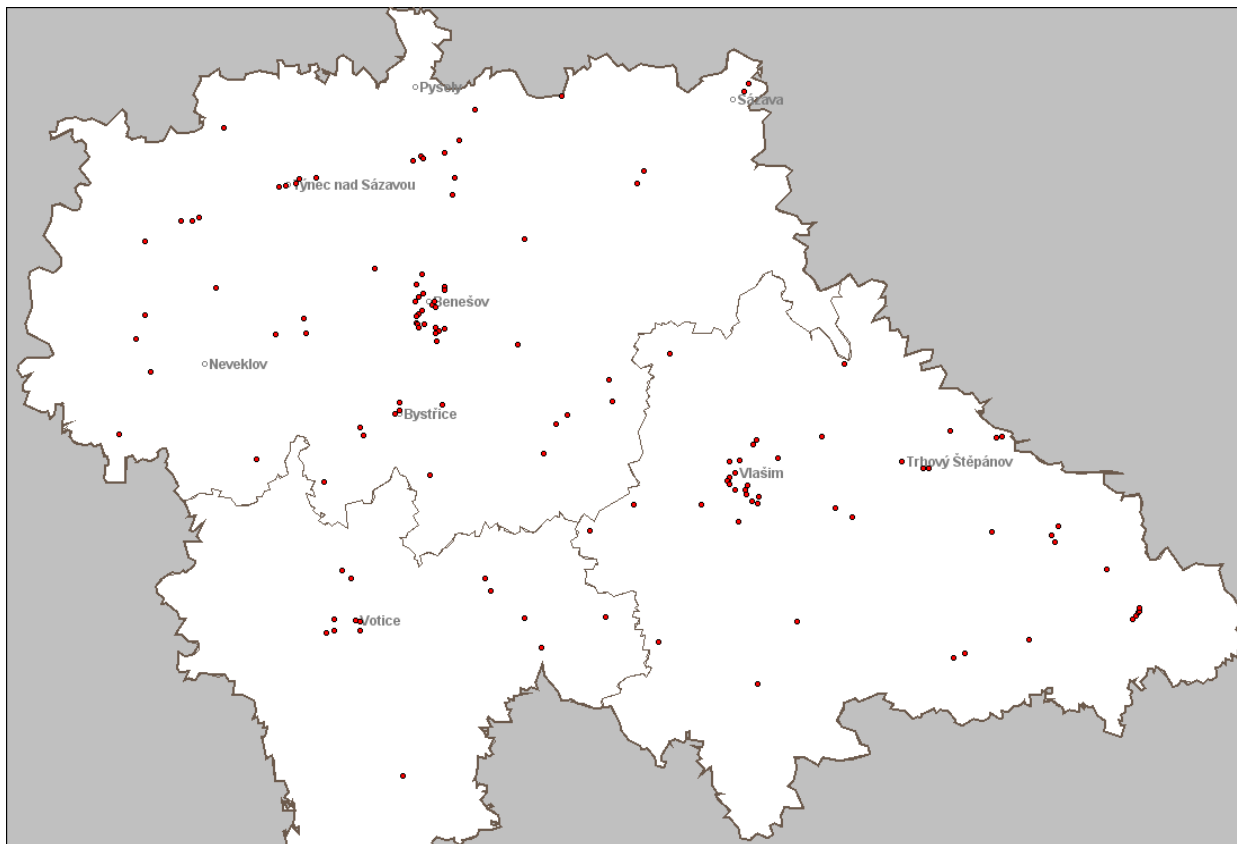 Pyšely
Sázava
Týnec nad Sázavou
Benešov
Neveklov
Bystřice
Trhový Štěpánov
Vlašim
Votice